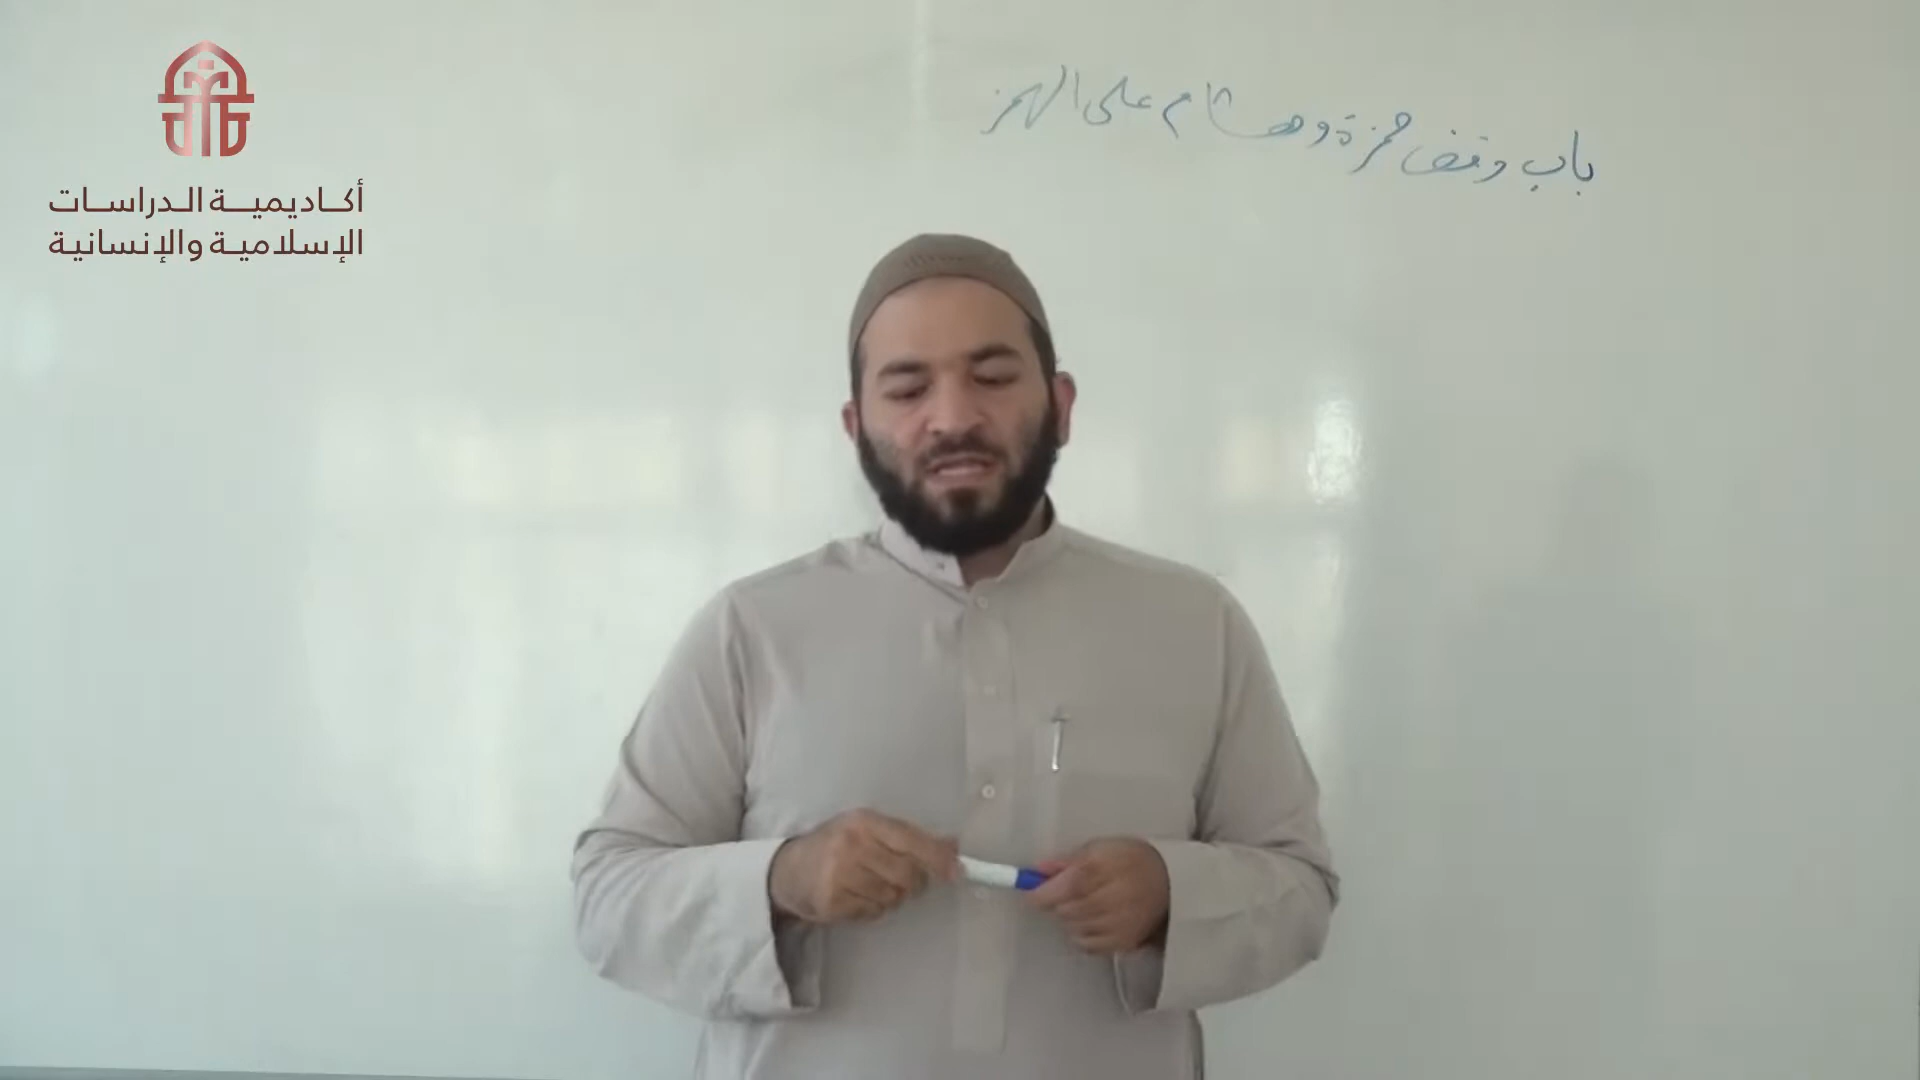 باب وقف حمزة وهشام على الهمز
أكاديمية الدراسات
الإسلامية والإنسانية